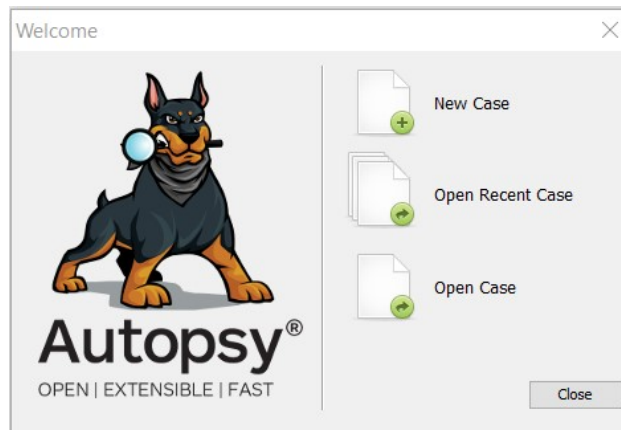 Welcome
New Case
Open Recent Case
Open Case
Autopsy®
OPEN | EXTENSIBLE | FAST
Close